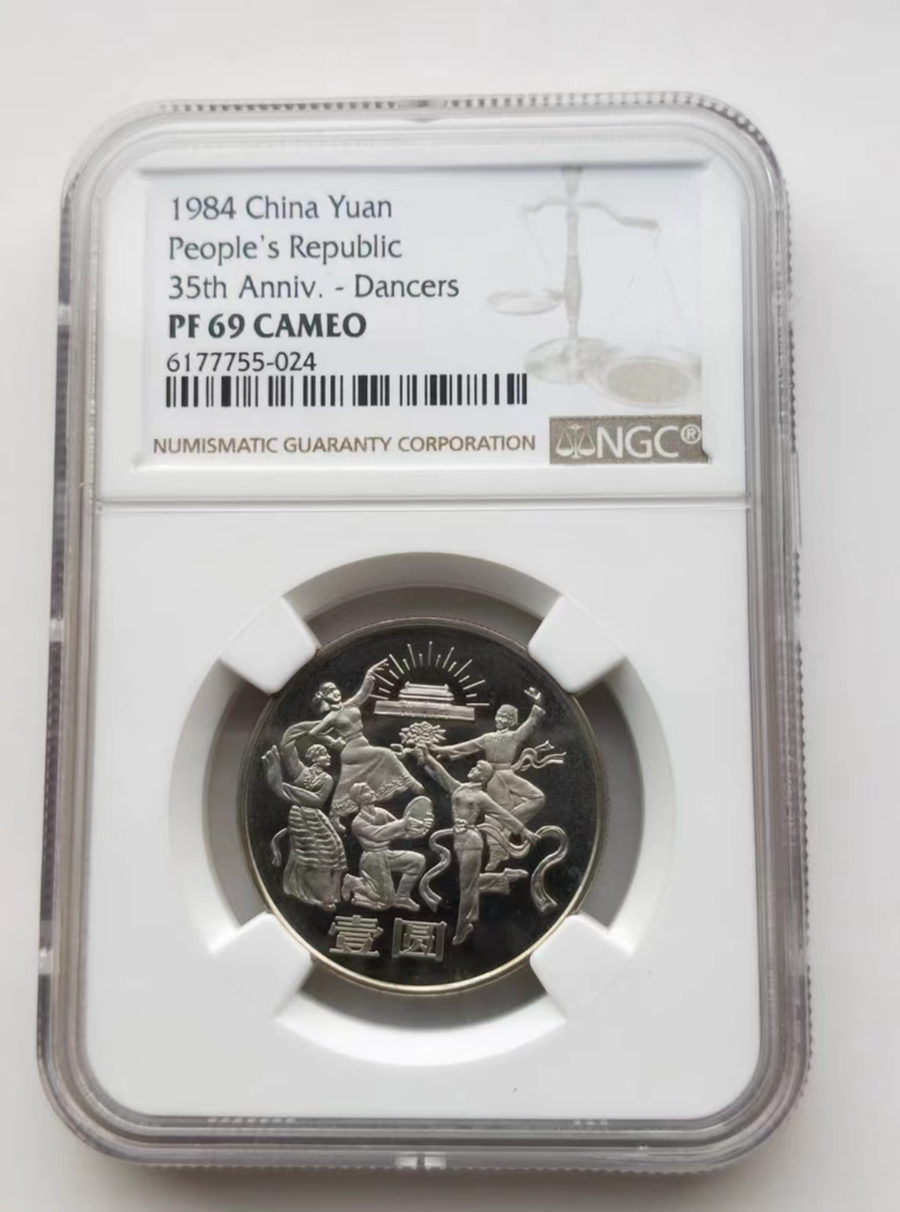 1984 China Yuan
People's Republic
35th Anniv. - Dancers
PF 69 CAMEO
6177755-024
NUMISMATIC GUARANTY CORPORATION
NGC®
壹圆